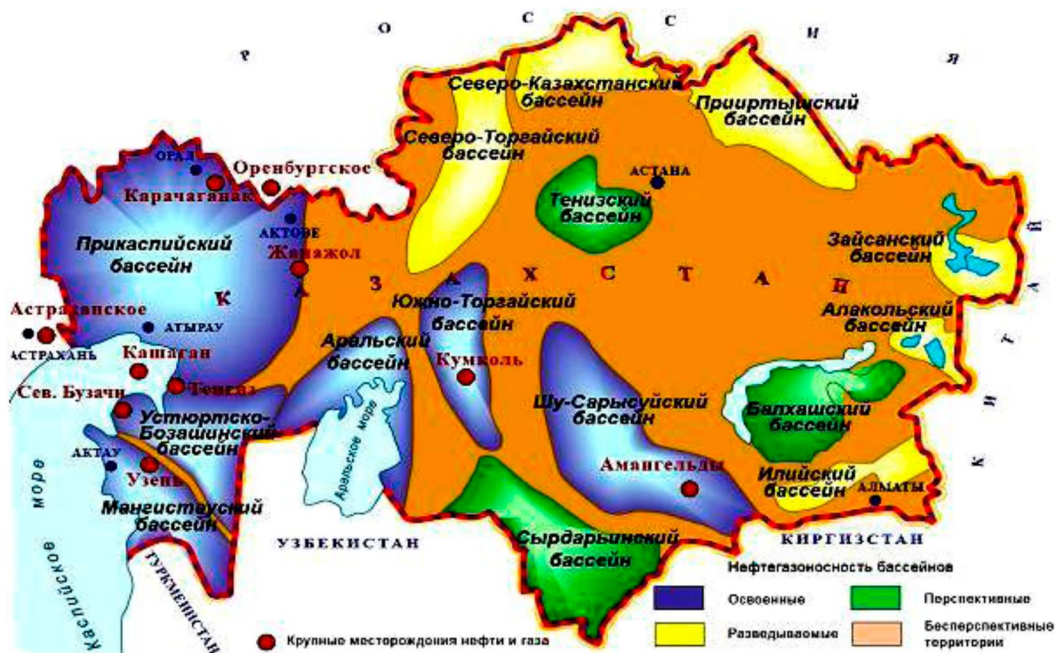 Р О С С И Я
Северо-Казахстанский
бассейн
Прииртышский
бассейн
Северо-Торгайский
бассейн
ОРАЛ
Оренбургское
Карачаганак
АСТАНА
Тенизский
бассейн
АКТОБЕ
Прикаспийский
бассейн
Жанажол
Зайсанский
бассейн
К А З А Х С Т А Н
К И Т А Й
Южно-Торгайский
бассейн
Алакольский
бассейн
Астраханское
АТЫРАУ
АСТРАХАНЬ
Аральский
бассейн
Кашаган
Кумколь
Тенгиз
Сев. Бузачи
Шу-Сарысуйский
бассейн
Балхашский
бассейн
Устюртско-
Бозашинский
бассейн
Аральское море
АКТАУ
Узень
Амангельды
Илийский
бассейн
АЛМАТЫ
Мангистауский
бассейн
Сырдарьинский
бассейн
УЗБЕКИСТАН
КИРГИЗСТАН
ТУРКМЕНИСТАН
Каспийское море
Нефтегазоносность бассейнов
Освоенные
Перспективные
Разведываемые
Бесперспективные
территории
Крупные месторождения нефти и газа